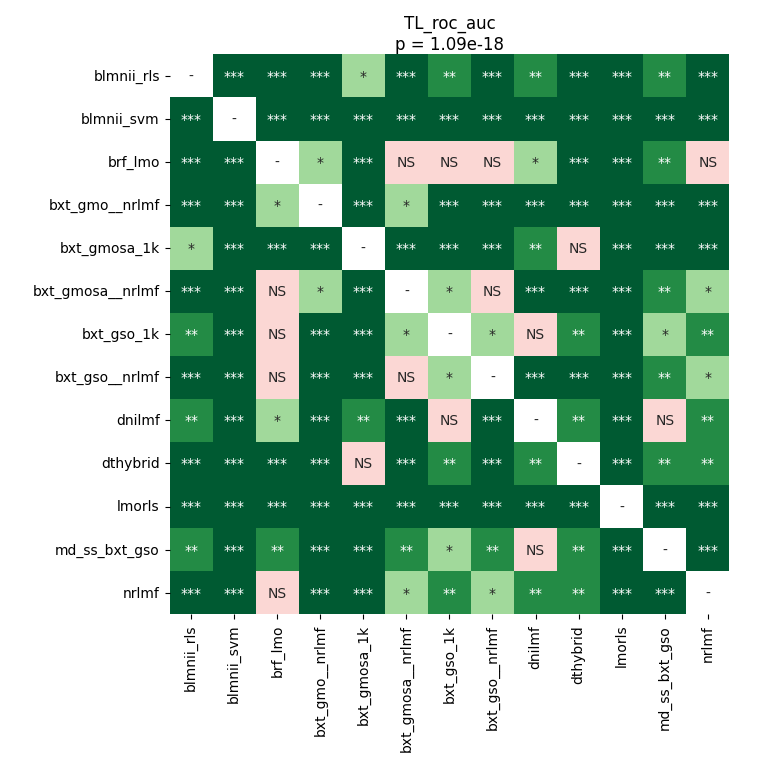 TL_roc_auc
p = 1.09e-18
blmnii_rls - *** *** *** * *** ** *** ** *** *** ** ***
blmnii_svm *** - *** *** *** *** *** *** *** *** *** *** ***
brf_lmo *** *** - * *** NS NS NS * *** *** ** NS
bxt_gmo__nrlmf *** *** * - *** * *** *** *** *** *** *** ***
bxt_gmosa_1k * *** *** *** - *** *** *** ** NS *** *** ***
bxt_gmosa__nrlmf *** *** NS * *** - * NS *** *** *** ** *
bxt_gso_1k ** *** NS *** *** * - * NS ** *** * **
bxt_gso__nrlmf *** *** NS *** *** NS * - *** *** *** ** *
dnilmf ** *** * *** ** *** NS *** - ** *** NS **
dthybrid *** *** *** *** NS *** ** *** ** - *** ** **
lmorls *** *** *** *** *** *** *** *** *** *** - *** ***
md_ss_bxt_gso ** *** ** *** *** ** * ** NS ** *** - ***
nrlmf *** *** NS *** *** * ** * ** ** *** *** -
blmnii_rls
blmnii_svm
brf_lmo
bxt_gmo__nrlmf
bxt_gmosa_1k
bxt_gmosa__nrlmf
bxt_gso_1k
bxt_gso__nrlmf
dnilmf
dthybrid
lmorls
md_ss_bxt_gso
nrlmf